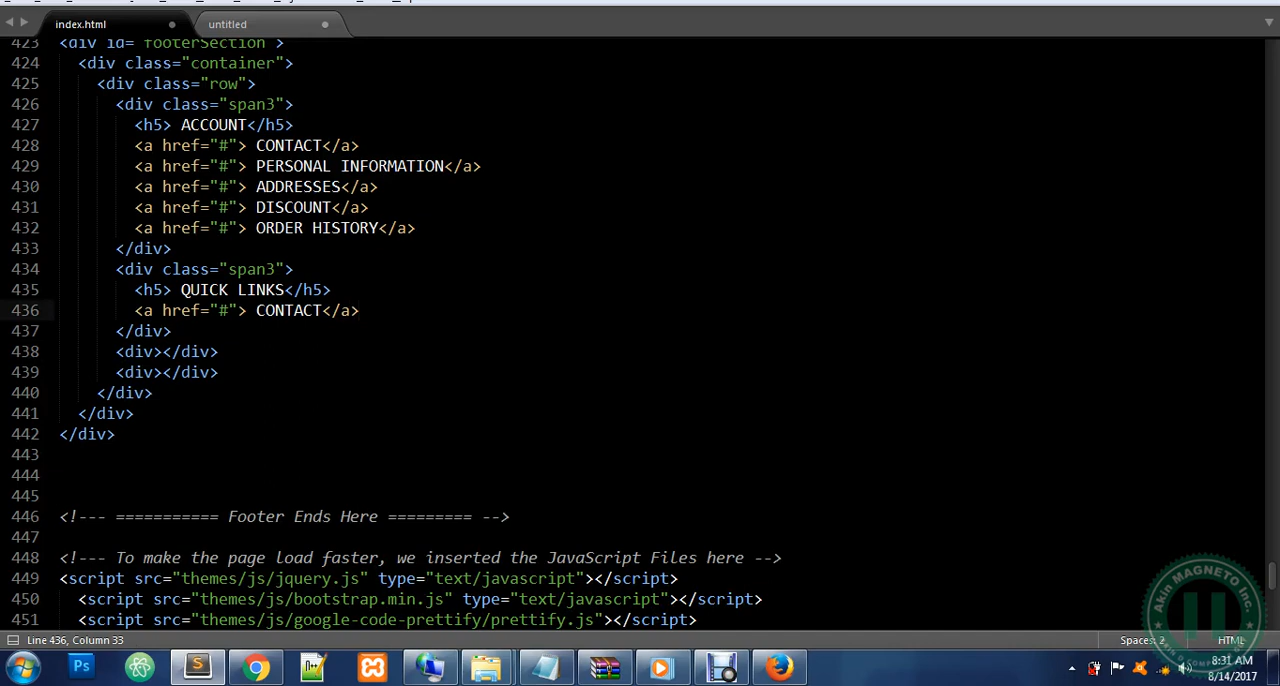 index.html
untitled
423 <div id="footerSection">
424 <div class="container">
425 <div class="row">
426 <div class="span3">
427 <h5> ACCOUNT</h5>
428 <a href="#"> CONTACT</a>
429 <a href="#"> PERSONAL INFORMATION</a>
430 <a href="#"> ADDRESSES</a>
431 <a href="#"> DISCOUNT</a>
432 <a href="#"> ORDER HISTORY</a>
433 </div>
434 <div class="span3">
435 <h5> QUICK LINKS</h5>
436 <a href="#"> CONTACT</a>
437 </div>
438 <div></div>
439 <div></div>
440 </div>
441 </div>
442 </div>
443
444
445
446 <!--- =========== Footer Ends Here ========= -->
447
448 <!--- To make the page load faster, we inserted the JavaScript Files here -->
449 <script src="themes/js/jquery.js" type="text/javascript"></script>
450 <script src="themes/js/bootstrap.min.js" type="text/javascript"></script>
451 <script src="themes/js/google-code-prettify/prettify.js"></script>
Akin MAGNETO Inc.
Line 436, Column 33
Spaces: 2
HTML
Ps
S
8:31 AM
8/14/2017